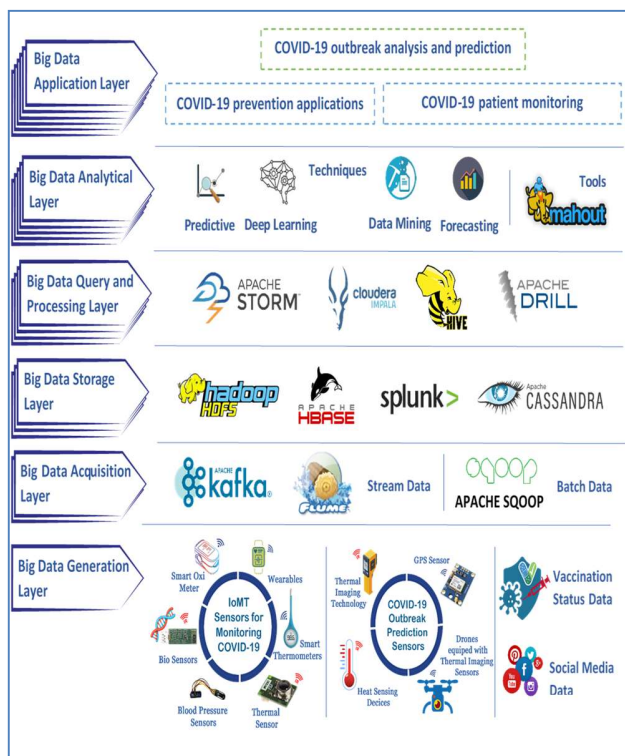 Big Data
Application Layer
COVID-19 outbreak analysis and prediction
COVID-19 prevention applications
COVID-19 patient monitoring
Big Data Analytical
Layer
Techniques
Predictive
Deep Learning
Data Mining
Forecasting
Tools
mahout
Big Data Query and
Processing Layer
APACHE
STORM
cloudera
IMPALA
HIVE
APACHE
DRILL
Big Data Storage
Layer
hadoop
HDFS
APACHE
HBASE
splunk>
Apache
CASSANDRA
Big Data Acquisition
Layer
APACHE
kafka®
FLUME
Stream Data
sqoop
APACHE SQOOP
Batch Data
Big Data Generation
Layer
Smart Oxi
Meter
Wearables
IoMT
Sensors for
Monitoring
COVID-19
Smart
Thermometers
Bio Sensors
Blood Pressure
Sensors
Thermal
Sensor
Thermal
Imaging
Technology
GPS Sensor
COVID-19
Outbreak
Prediction
Sensors
Drones
equiped with
Thermal Imaging
Sensors
Heat Sensing
Decices
Vaccination
Status Data
Social Media
Data